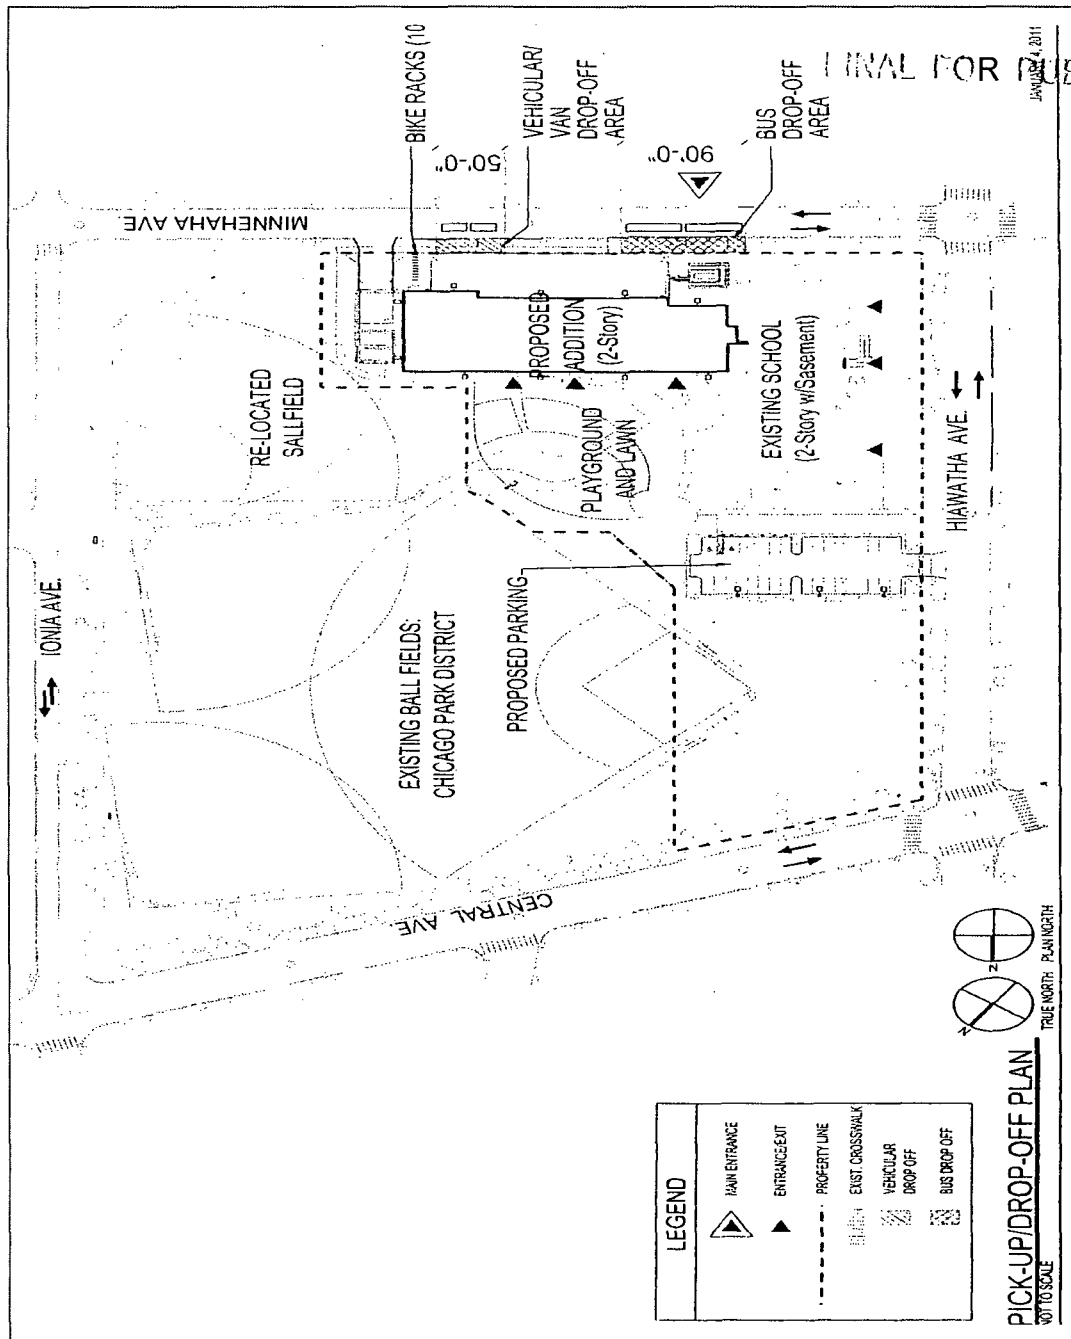 FINAL FOR PUB
JANUARY 4, 2011
BIKE RACKS (10
VEHICULAR/
VAN
DROP-OFF
AREA
50'-0"
90'-0"
BUS
DROP-OFF
AREA
MINNEHAHA AVE.
RE-LOCATED
SALLFIELD
PROPOSED
ADDITION
(2-Story)
PLAYGROUND
AND LAWN
EXISTING SCHOOL
(2-Story w/Sasement)
HIAWATHA AVE.
IONIA AVE.
EXISTING BALL FIELDS:
CHICAGO PARK DISTRICT
PROPOSED PARKING
CENTRAL AVE.
LEGEND
MAIN ENTRANCE
ENTRANCE/EXIT
PROPERTY LINE
EXIST. CROSSWALK
VEHICULAR
DROP OFF
BUS DROP OFF
N
N
TRUE NORTH PLAN NORTH
PICK-UP/DROP-OFF PLAN
NOT TO SCALE